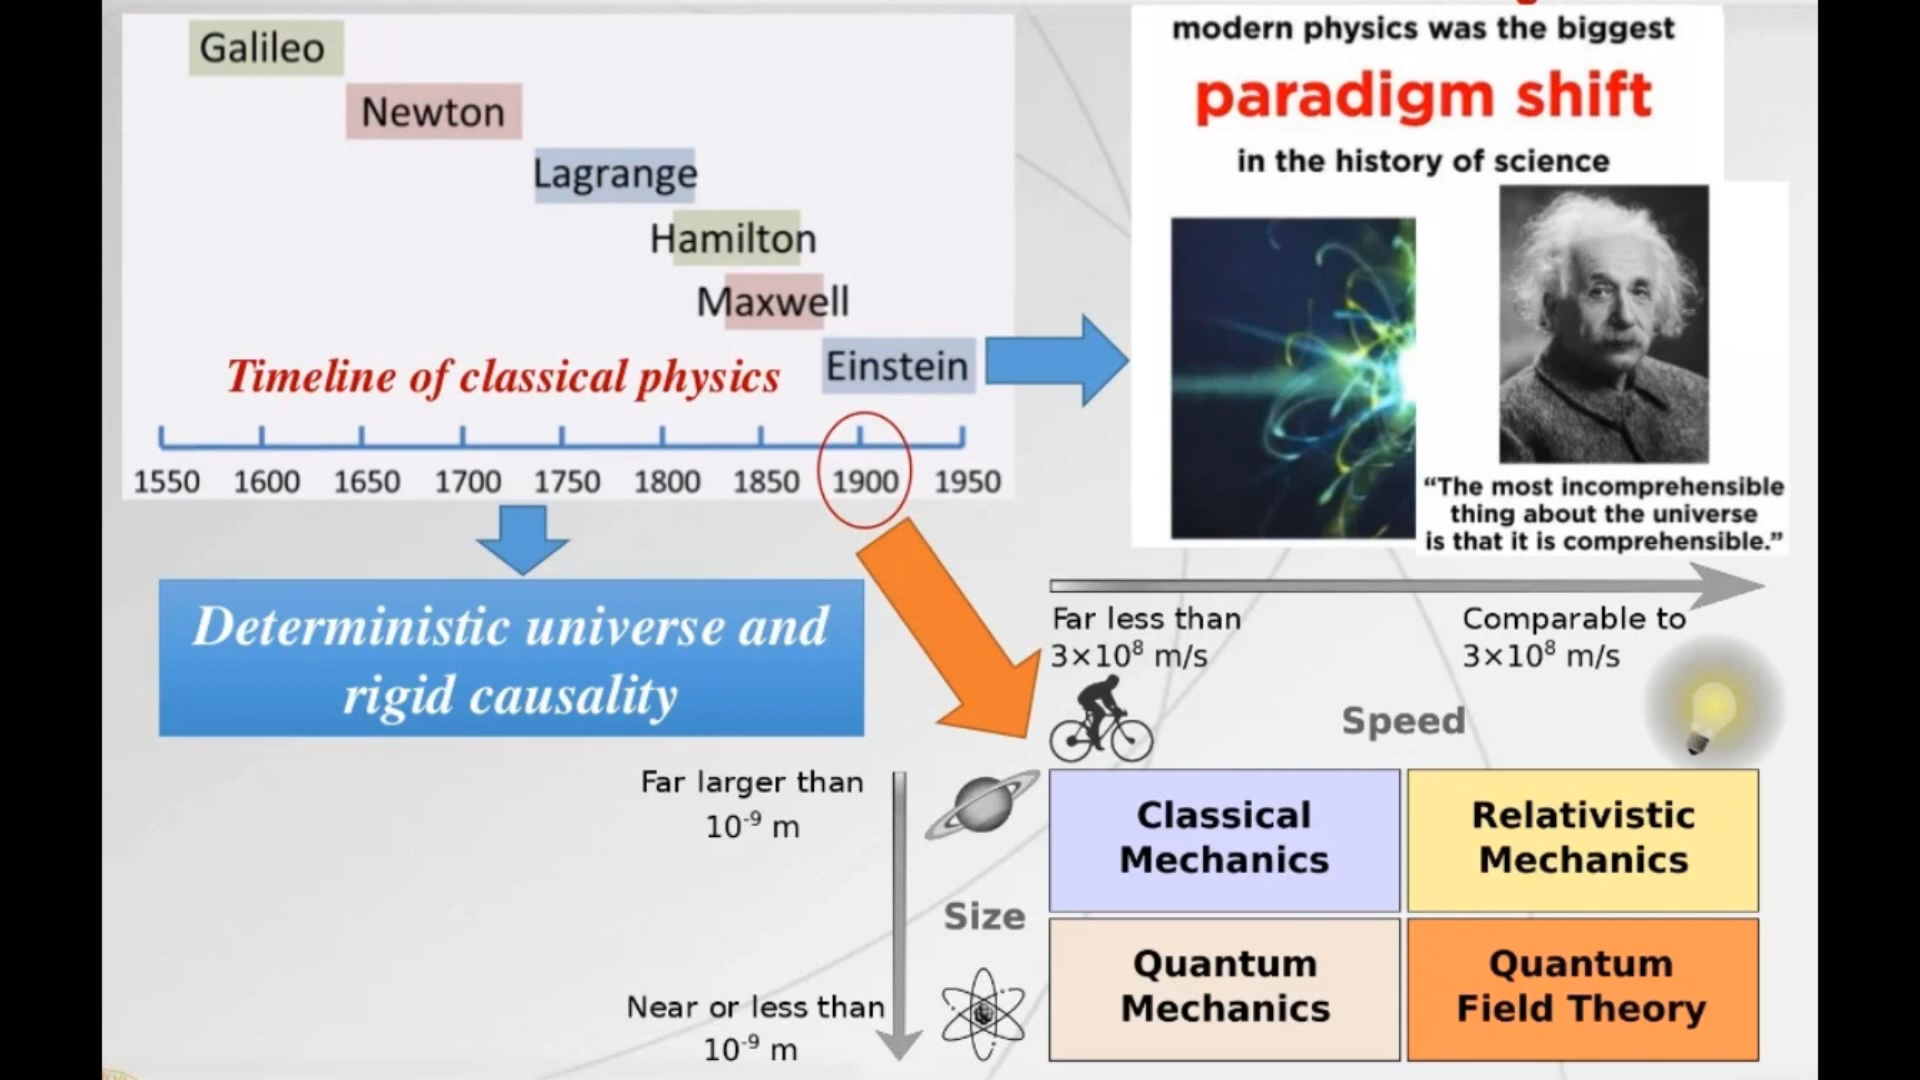 Galileo
Newton
Lagrange
Hamilton
Maxwell
Einstein
Timeline of classical physics
1550 1600 1650 1700 1750 1800 1850 1900 1950
Deterministic universe and
rigid causality
modern physics was the biggest
paradigm shift
in the history of science
“The most incomprehensible
thing about the universe
is that it is comprehensible.”
Far less than
3×10⁸ m/s
Comparable to
3×10⁸ m/s
Speed
Far larger than
10⁻⁹ m
Size
Near or less than
10⁻⁹ m
Classical
Mechanics
Relativistic
Mechanics
Quantum
Mechanics
Quantum
Field Theory